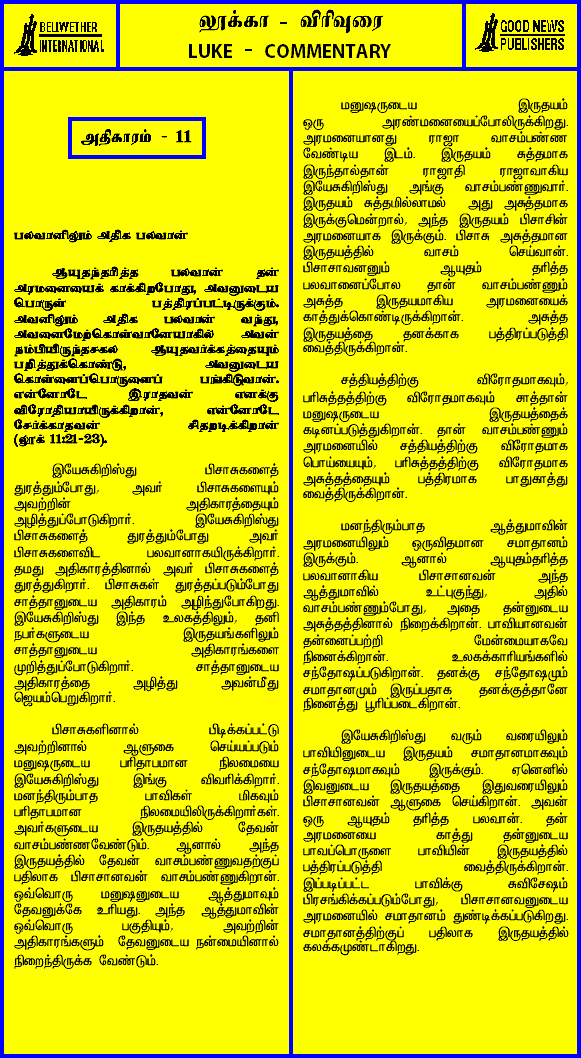 BELLWETHER
INTERNATIONAL
லூக்கா - விரிவுரை
LUKE - COMMENTARY
GOOD NEWS
PUBLISHERS
அதிகாரம் - 11
பலவானிலும் அதிக பலவான்
ஆயுதந்தரித்த பலவான் தன்
அரமனையைக் காக்கிறபோது, அவனுடைய
பொருள் பத்திரப்பட்டிருக்கும்.
அவனிலும் அதிக பலவான் வந்து,
அவனைமேற்கொள்வானேயாகில் அவன்
நம்பியிருந்தசகல ஆயுதவர்க்கத்தையும்
பறித்துக்கொண்டு, அவனுடைய
கொள்ளைப்பொருளைப் பங்கிடுவான்.
என்னோடே இராதவன் எனக்கு
விரோதியாயிருக்கிறான், என்னோடே
சேர்க்காதவன் சிதறடிக்கிறான்
(லூக் 11:21-23).
இயேசுகிறிஸ்து பிசாசுகளைத்
துரத்தும்போது, அவர் பிசாசுகளையும்
அவற்றின் அதிகாரத்தையும்
அழித்துப்போடுகிறார். இயேசுகிறிஸ்து
பிசாசுகளைத் துரத்தும்போது அவர்
பிசாசுகளைவிட பலவானாகயிருக்கிறார்.
தமது அதிகாரத்தினால் அவர் பிசாசுகளைத்
துரத்துகிறார். பிசாசுகள் துரத்தப்படும்போது
சாத்தானுடைய அதிகாரம் அழிந்துபோகிறது.
இயேசுகிறிஸ்து இந்த உலகத்திலும், தனி
நபர்களுடைய இருதயங்களிலும்
சாத்தானுடைய அதிகாரங்களை
முறித்துப்போடுகிறார். சாத்தானுடைய
அதிகாரத்தை அழித்து அவன்மீது
ஜெயம்பெறுகிறார்.
பிசாசுகளினால் பிடிக்கப்பட்டு
அவற்றினால் ஆளுகை செய்யப்படும்
மனுஷருடைய பரிதாபமான நிலமையை
இயேசுகிறிஸ்து இங்கு விவரிக்கிறார்.
மனந்திரும்பாத பாவிகள் மிகவும்
பரிதாபமான நிலமையிலிருக்கிறார்கள்.
அவர்களுடைய இருதயத்தில் தேவன்
வாசம்பண்ணவேண்டும். ஆனால் அந்த
இருதயத்தில் தேவன் வாசம்பண்ணுவதற்குப்
பதிலாக பிசாசானவன் வாசம்பண்ணுகிறான்.
ஒவ்வொரு மனுஷனுடைய ஆத்துமாவும்
தேவனுக்கே உரியது. அந்த ஆத்துமாவின்
ஒவ்வொரு பகுதியும், அவற்றின்
அதிகாரங்களும் தேவனுடைய நன்மையினால்
நிறைந்திருக்க வேண்டும்.
மனுஷருடைய இருதயம்
ஒரு அரண்மனையைப்போலிருக்கிறது.
அரமனையானது ராஜா வாசம்பண்ண
வேண்டிய இடம். இருதயம் சுத்தமாக
இருந்தால்தான் ராஜாதி ராஜாவாகிய
இயேசுகிறிஸ்து அங்கு வாசம்பண்ணுவார்.
இருதயம் சுத்தமில்லாமல் அது அசுத்தமாக
இருக்குமென்றால், அந்த இருதயம் பிசாசின்
அரமனையாக இருக்கும். பிசாசு அசுத்தமான
இருதயத்தில் வாசம் செய்வான்.
பிசாசாவனனும் ஆயுதம் தரித்த
பலவானைப்போல தான் வாசம்பண்ணும்
அசுத்த இருதயமாகிய அரமனையைக்
காத்துக்கொண்டிருக்கிறான். அசுத்த
இருதயத்தை தனக்காக பத்திரப்படுத்தி
வைத்திருக்கிறான்.
சத்தியத்திற்கு விரோதமாகவும்,
பரிசுத்தத்திற்கு விரோதமாகவும் சாத்தான்
மனுஷருடைய இருதயத்தைக்
கடினப்படுத்துகிறான். தான் வாசம்பண்ணும்
அரமனையில் சத்தியத்திற்கு விரோதமாக
பொய்யையும், பரிசுத்தத்திற்கு விரோதமாக
அசுத்தத்தையும் பத்திரமாக பாதுகாத்து
வைத்திருக்கிறான்.
மனந்திரும்பாத ஆத்துமாவின்
அரமனையிலும் ஒருவிதமான சமாதானம்
இருக்கும். ஆனால் ஆயுதம்தரித்த
பலவானாகிய பிசாசானவன் அந்த
ஆத்துமாவில் உட்புகுந்து, அதில்
வாசம்பண்ணும்போது, அதை தன்னுடைய
அசுத்தத்தினால் நிறைக்கிறான். பாவியானவன்
தன்னைப்பற்றி மேன்மையாகவே
நினைக்கிறான். உலகக்காரியங்களில்
சந்தோஷப்படுகிறான். தனக்கு சந்தோஷமும்
சமாதானமும் இருப்பதாக தனக்குத்தானே
நினைத்து பூரிப்படைகிறான்.
இயேசுகிறிஸ்து வரும் வரையிலும்
பாவியினுடைய இருதயம் சமாதானமாகவும்
சந்தோஷமாகவும் இருக்கும். ஏனெனில்
இவனுடைய இருதயத்தை இதுவரையிலும்
பிசாசானவன் ஆளுகை செய்கிறான். அவன்
ஒரு ஆயுதம் தரித்த பலவான். தன்
அரமனையை காத்து தன்னுடைய
பாவப்பொருளை பாவியின் இருதயத்தில்
பத்திரப்படுத்தி வைத்திருக்கிறான்.
இப்படிப்பட்ட பாவிக்கு சுவிசேஷம்
பிரசங்கிக்கப்படும்போது, பிசாசானவனுடைய
அரமனையில் சமாதானம் துண்டிக்கப்படுகிறது.
சமாதானத்திற்குப் பதிலாக இருதயத்தில்
கலக்கமுண்டாகிறது.